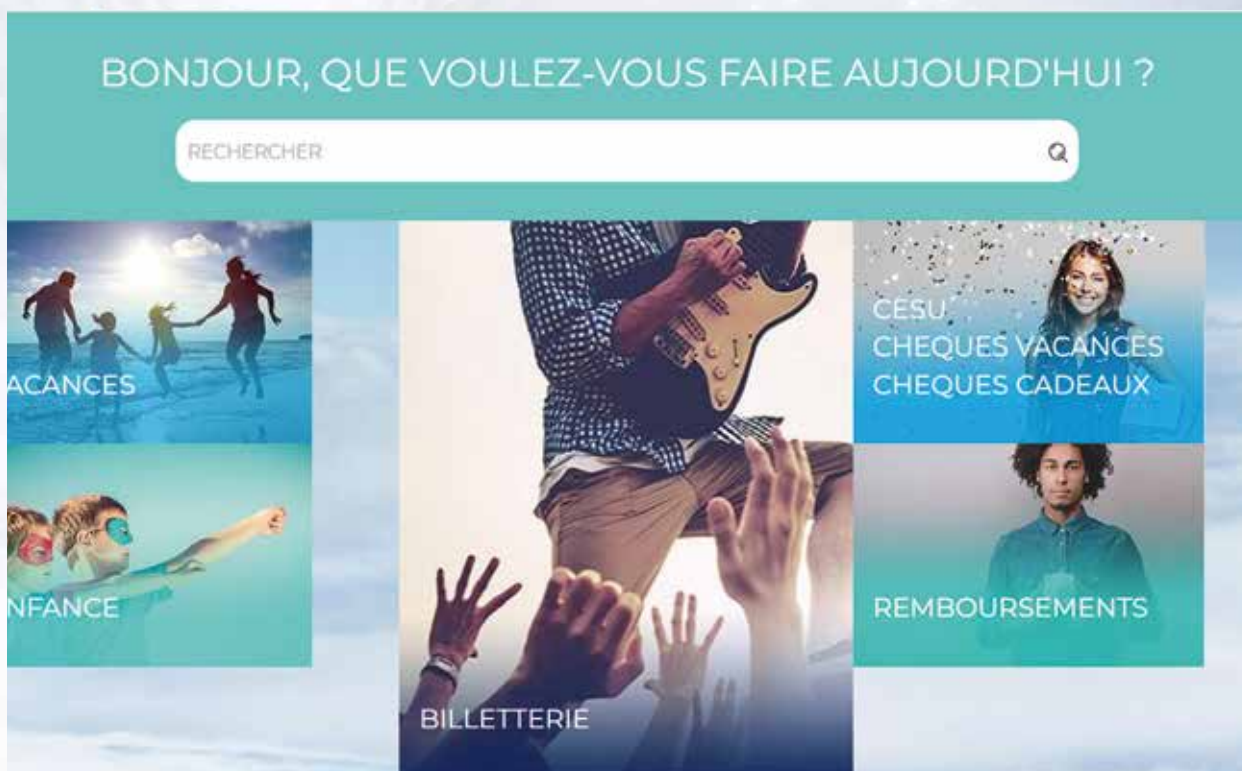 BONJOUR, QUE VOULEZ-VOUS FAIRE AUJOURD'HUI ?
RECHERCHER
ACANCES
CESU
CHEQUES VACANCES
CHEQUES CADEAUX
NFANCE
REMBOURSEMENTS
BILLETTERIE